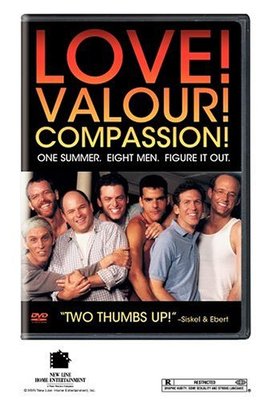 LOVE!
VALOUR!
COMPASSION!
ONE SUMMER. EIGHT MEN. FIGURE IT OUT.
DVD
"TWO THUMBS UP!" –Siskel & Ebert
NEW LINE
HOME ENTERTAINMENT
R RESTRICTED